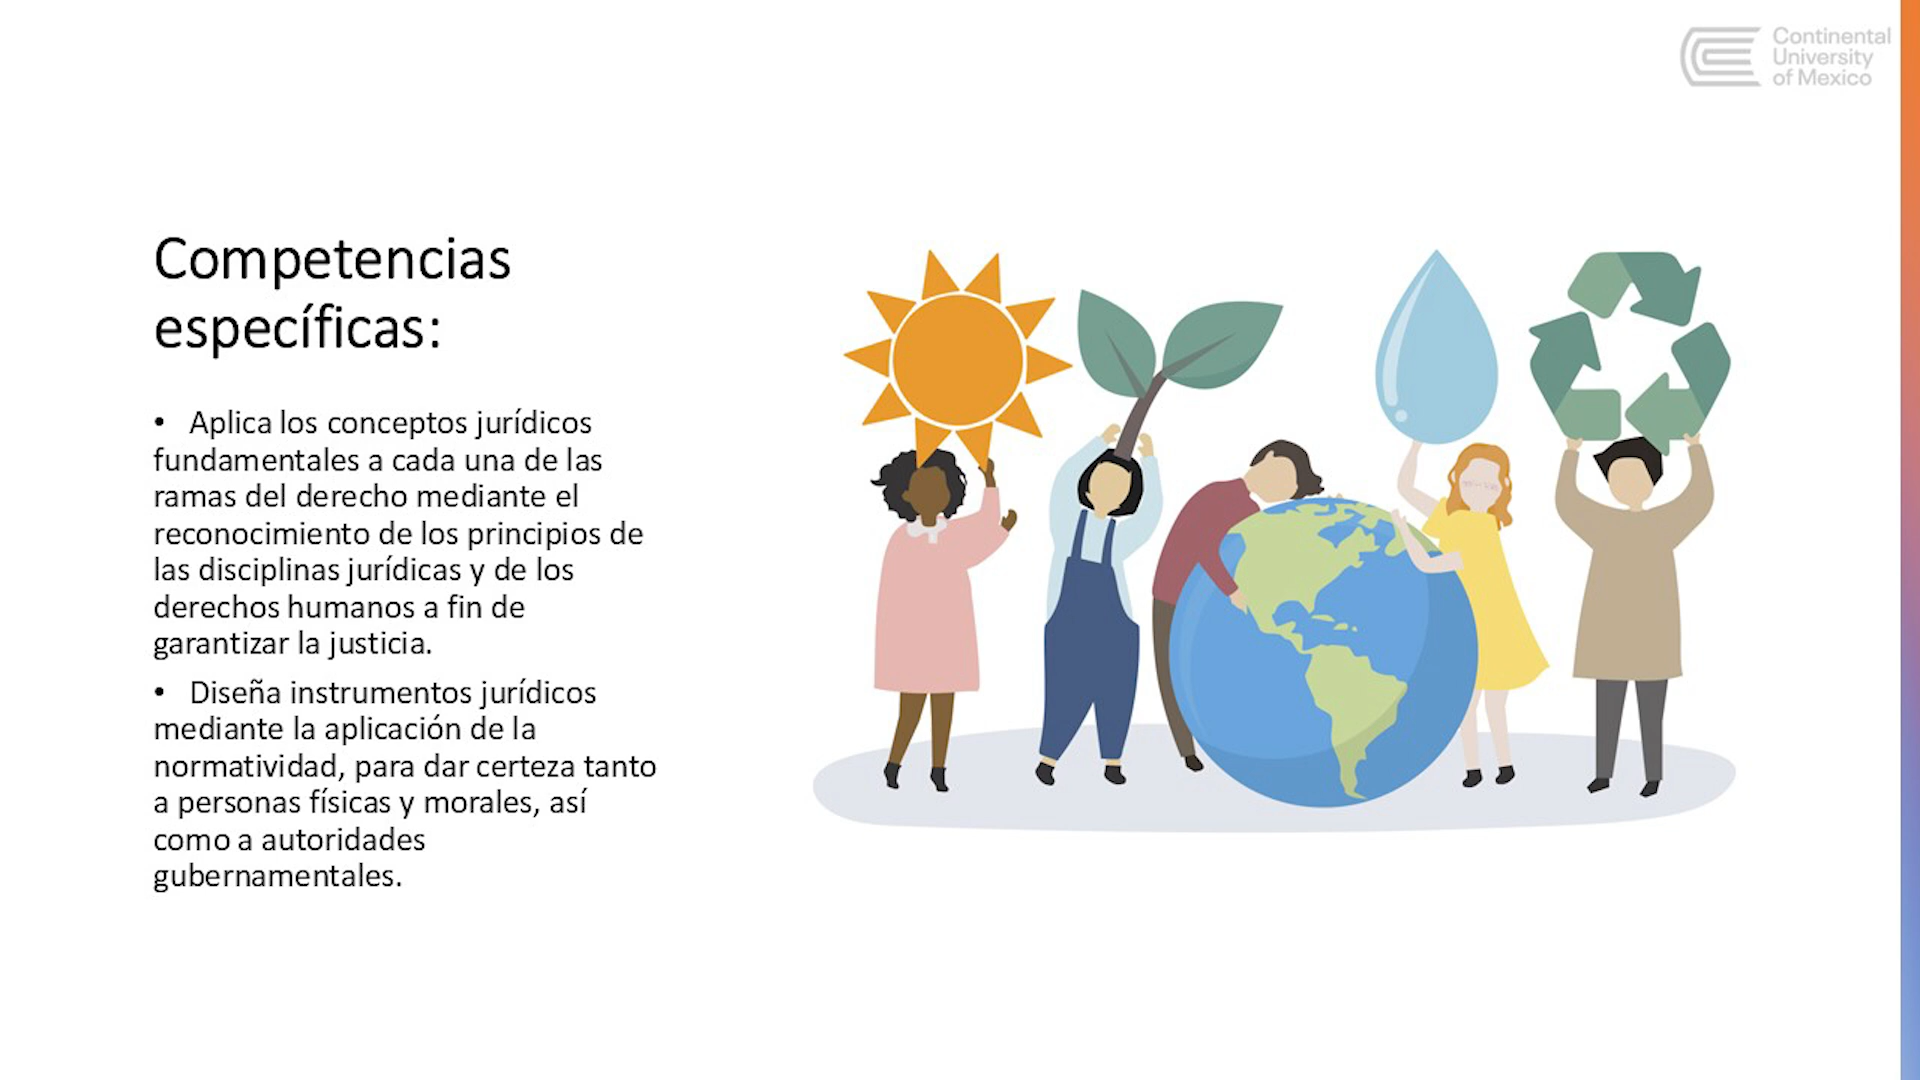 Continental
University
of Mexico
Competencias
específicas:
• Aplica los conceptos jurídicos
fundamentales a cada una de las
ramas del derecho mediante el
reconocimiento de los principios de
las disciplinas jurídicas y de los
derechos humanos a fin de
garantizar la justicia.
• Diseña instrumentos jurídicos
mediante la aplicación de la
normatividad, para dar certeza tanto
a personas físicas y morales, así
como a autoridades
gubernamentales.